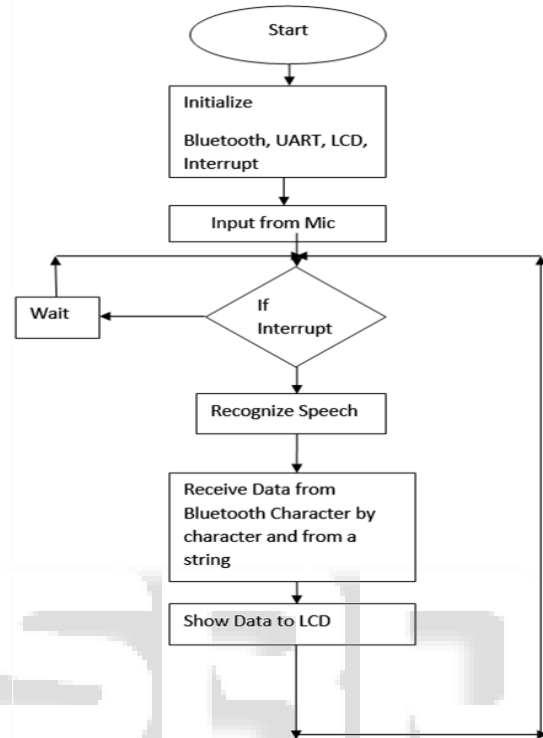 Start
Initialize
Bluetooth, UART, LCD,
Interrupt
Input from Mic
If
Interrupt
Wait
Recognize Speech
Receive Data from
Bluetooth Character by
character and from a
string
Show Data to LCD